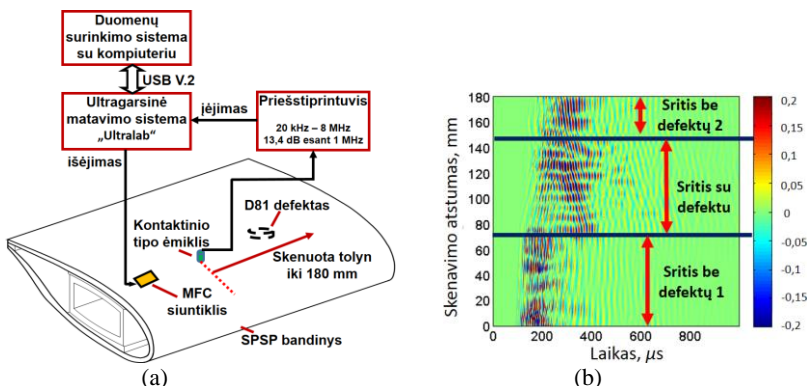 Duomenų
surinkimo sistema
su kompiuteriu
USB V.2
Ultragarsinė
matavimo sistema
„Ultralab“
įėjimas
Priešstiprintuvis
20 kHz – 8 MHz
13,4 dB esant 1 MHz
išėjimas
Kontaktinio
tipo ėmiklis
D81 defektas
Skenuota tolyn
iki 180 mm
MFC
siuntiklis
SPSP bandinys
(a)
Skenavimo atstumas, mm
180
160
140
120
100
80
60
40
20
0
Sritis be
defektų 2
Sritis su
defektu
Sritis be
defektų 1
0 200 400 600 800
Laikas, µs
0,2
0,15
0,1
0,05
0
-0,05
-0,1
-0,15
-0,2
(b)